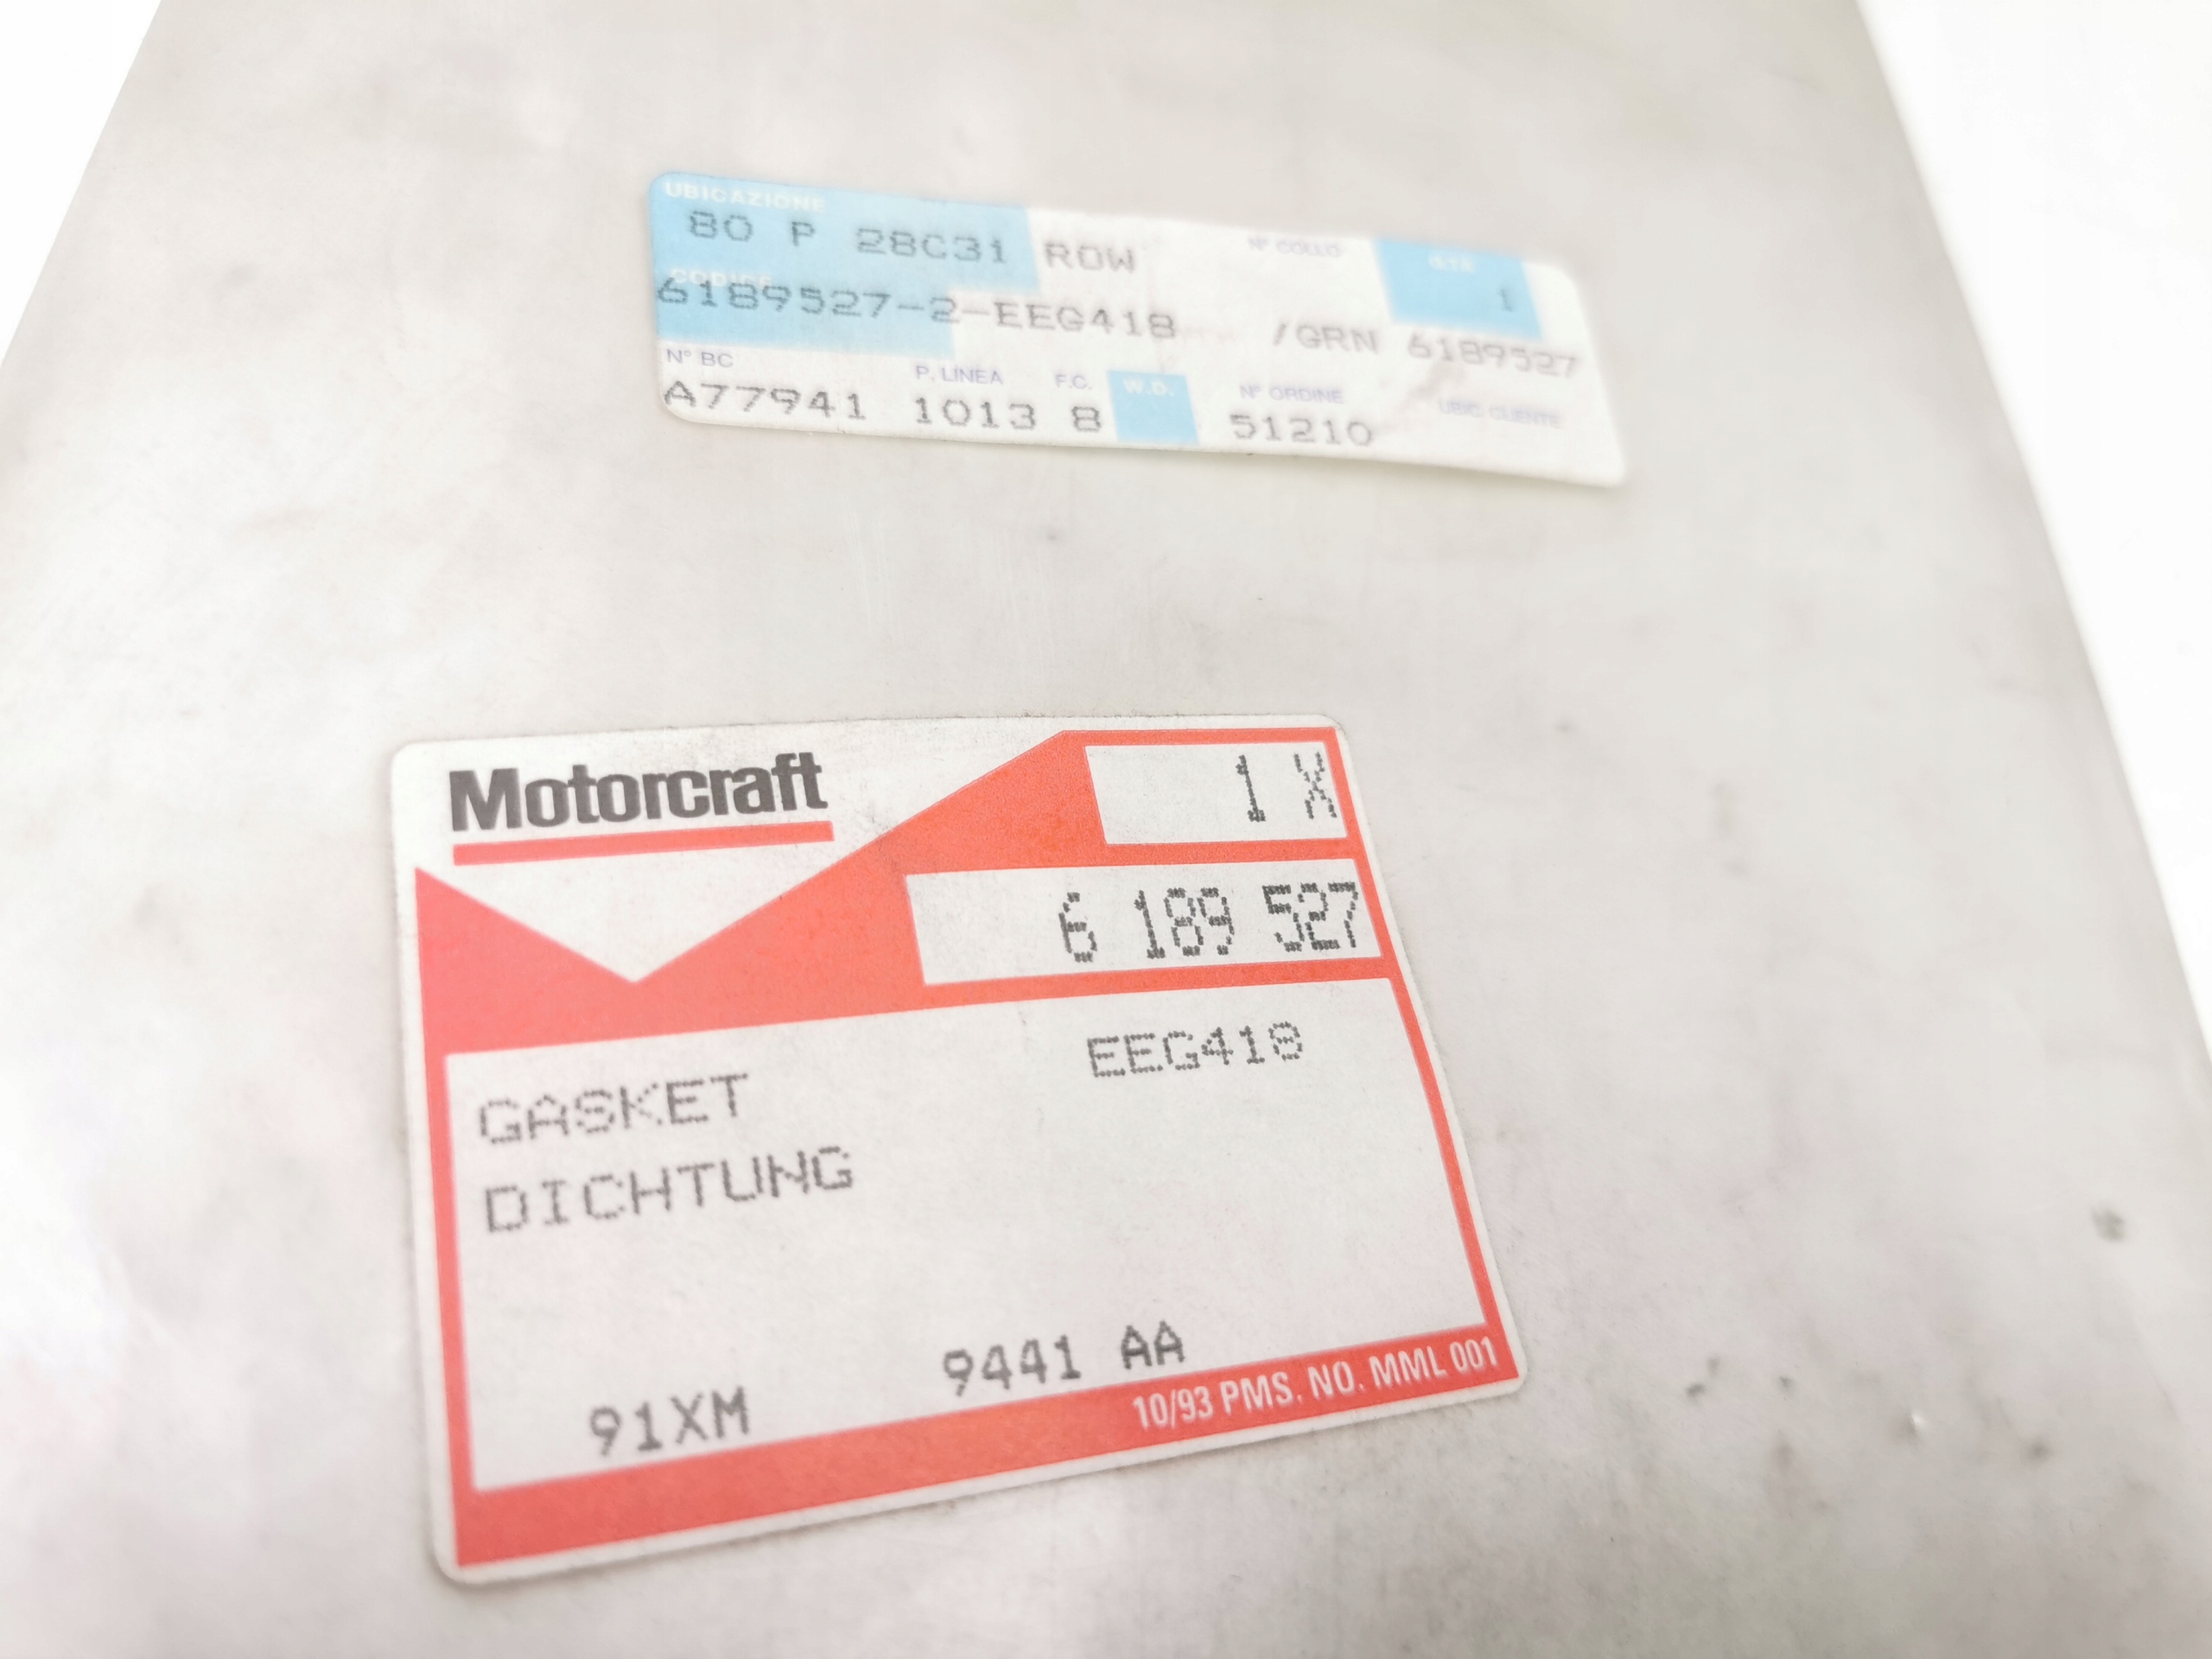 UBICAZIONE
80 P 28C31 ROW N° COLLO Q.TA 1
CODICE
6189527-2-EEG418 /GRN 6189527
N° BC P. LINEA F.C. W.D. N° ORDINE UBIC. CLIENTE
A77941 1013 8 51210
Motorcraft 1 X
6 189 527
EEG418
GASKET
DICHTUNG
91XM 9441 AA
10/93 PMS. NO. MML 001